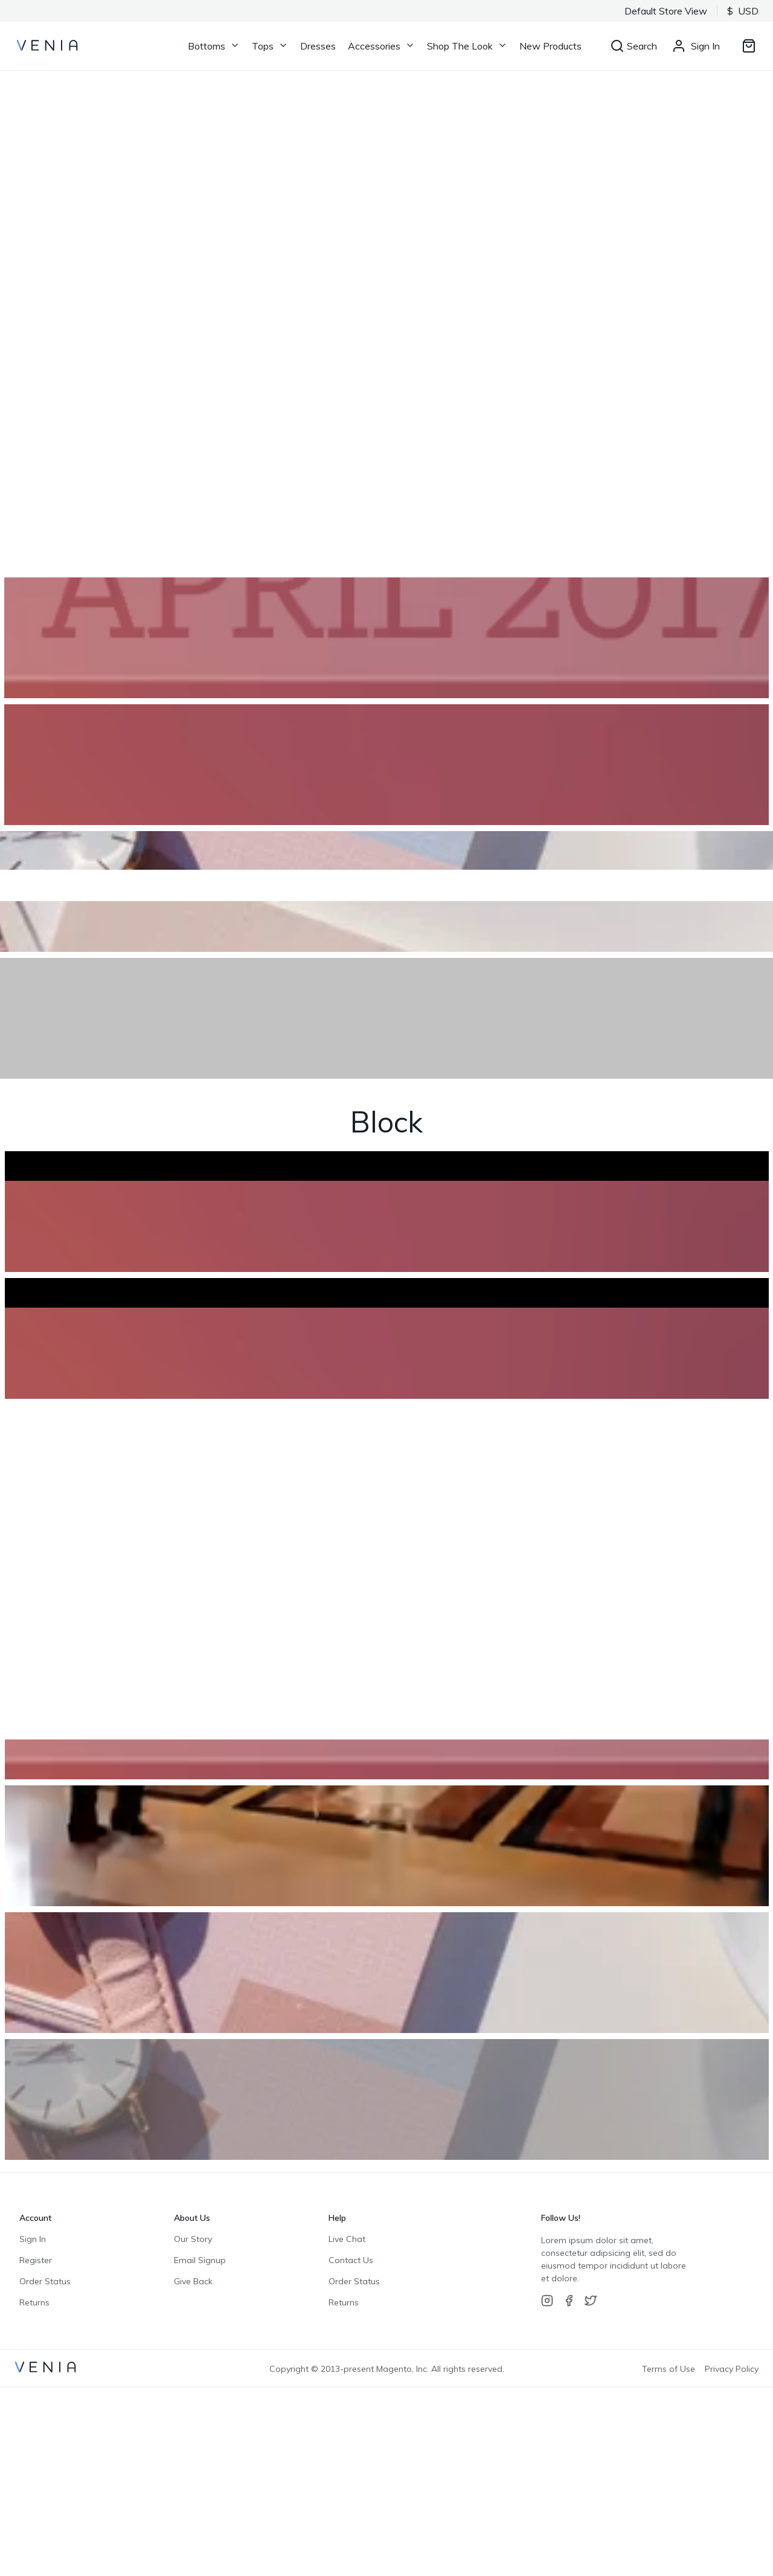 Default Store View $ USD
VENIA Bottoms Tops Dresses Accessories Shop The Look New Products Search Sign In
APRIL 2017
Block
Account
Sign In
Register
Order Status
Returns
About Us
Our Story
Email Signup
Give Back
Help
Live Chat
Contact Us
Order Status
Returns
Follow Us!
Lorem ipsum dolor sit amet,
consectetur adipsicing elit, sed do
eiusmod tempor incididunt ut labore
et dolore.
VENIA Copyright © 2013-present Magento, Inc. All rights reserved. Terms of Use Privacy Policy